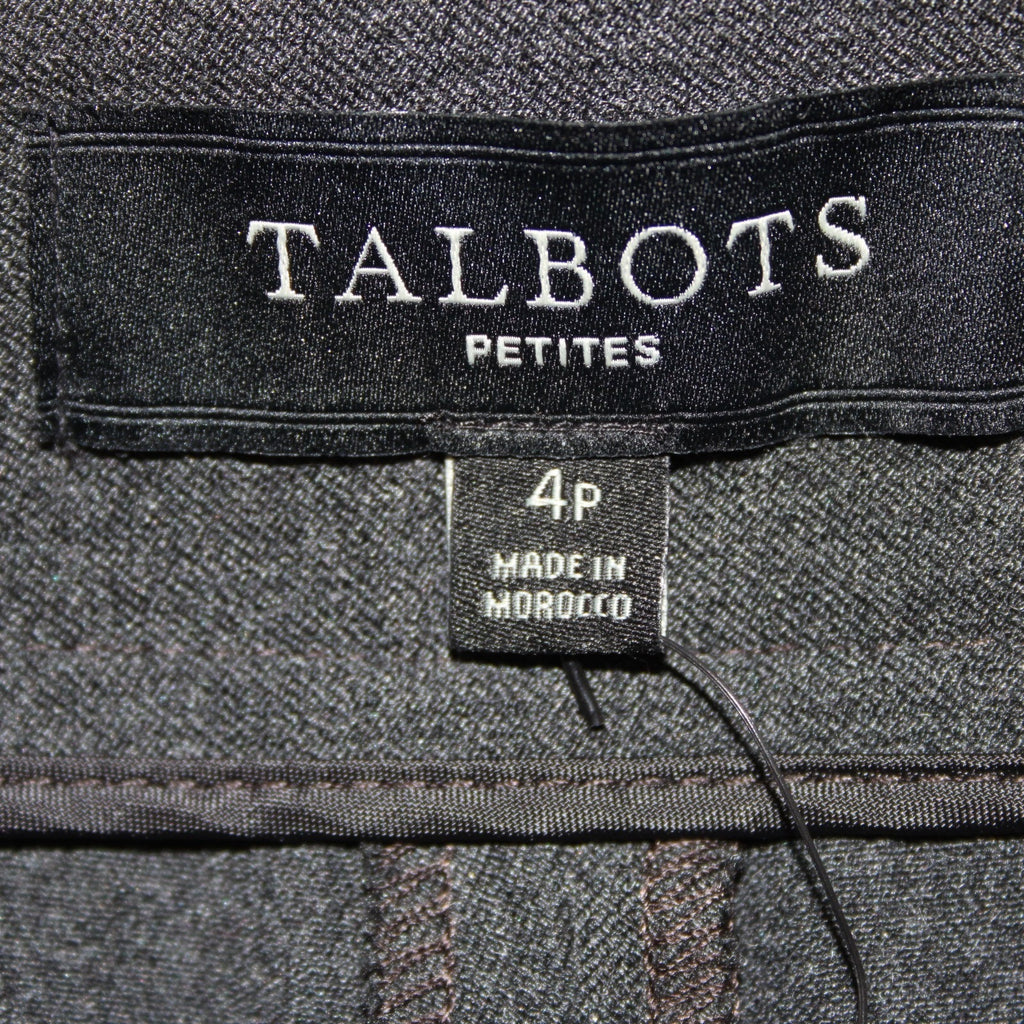 TALBOTS
PETITES
4P
MADE IN
MOROCCO